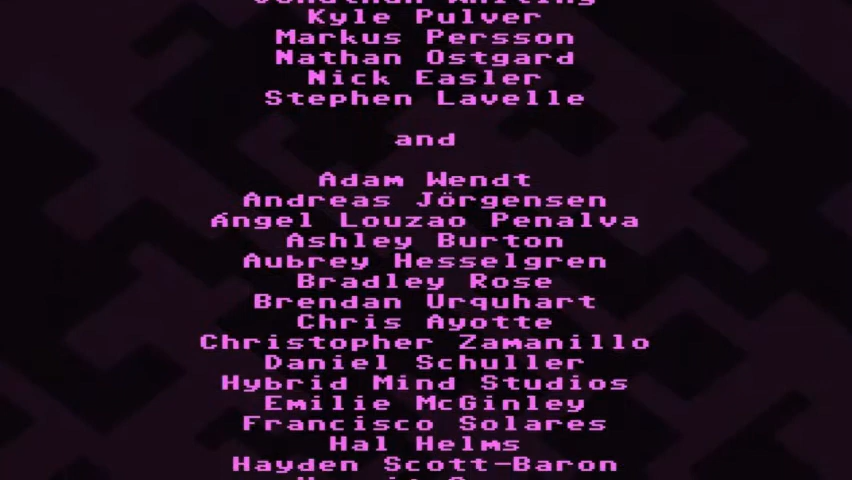 Jonathan Whiting
Kyle Pulver
Markus Persson
Nathan Ostgard
Nick Easler
Stephen Lavelle
and
Adam Wendt
Andreas Jörgensen
Ángel Louzao Penalva
Ashley Burton
Aubrey Hesselgren
Bradley Rose
Brendan Urquhart
Chris Ayotte
Christopher Zamanillo
Daniel Schuller
Hybrid Mind Studios
Emilie McGinley
Francisco Solares
Hal Helms
Hayden Scott-Baron